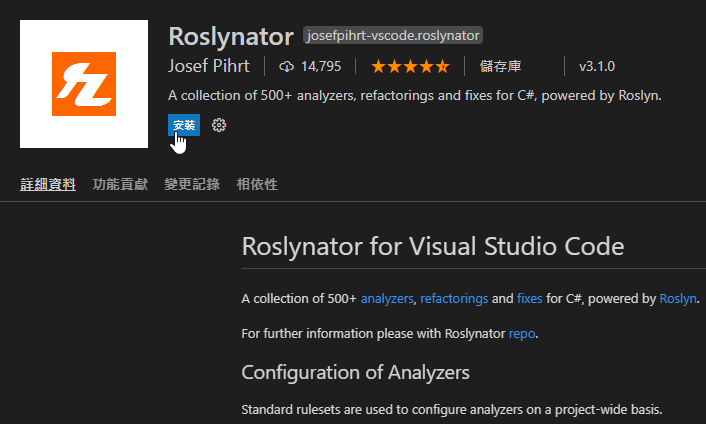 Roslynator josefpihrt-vscode.roslynator
Josef Pihrt 14,795 儲存庫 v3.1.0
A collection of 500+ analyzers, refactorings and fixes for C#, powered by Roslyn.
安裝
詳細資料 功能貢獻 變更記錄 相依性
Roslynator for Visual Studio Code
A collection of 500+ analyzers, refactorings and fixes for C#, powered by Roslyn.
For further information please with Roslynator repo.
Configuration of Analyzers
Standard rulesets are used to configure analyzers on a project-wide basis.